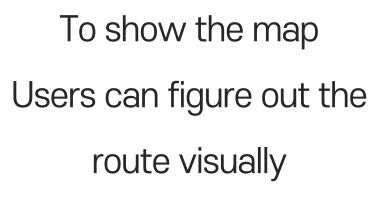 To show the map
Users can figure out the
route visually